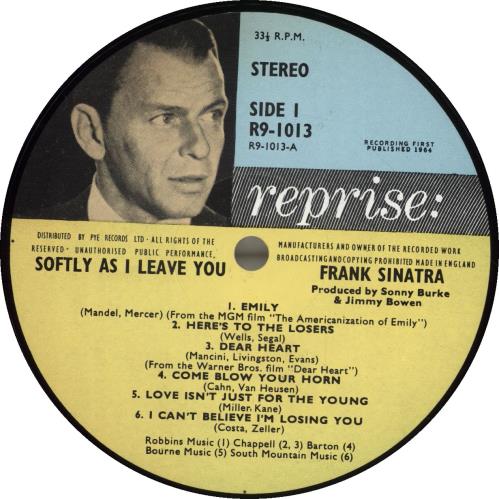 33⅓ R.P.M.
STEREO
SIDE 1
R9-1013
R9-1013-A
RECORDING FIRST
PUBLISHED 1964
reprise:
DISTRIBUTED BY PYE RECORDS LTD · ALL RIGHTS OF THE
RESERVED · UNAUTHORISED PUBLIC PERFORMANCE,
MANUFACTURERS AND OWNER OF THE RECORDED WORK
BROADCASTING AND COPYING PROHIBITED MADE IN ENGLAND
SOFTLY AS I LEAVE YOU
FRANK SINATRA
Produced by Sonny Burke
& Jimmy Bowen
1. EMILY
(Mandel, Mercer) (From the MGM film "The Americanization of Emily")
2. HERE'S TO THE LOSERS
(Wells, Segal)
3. DEAR HEART
(Mancini, Livingston, Evans)
(From the Warner Bros. film "Dear Heart")
4. COME BLOW YOUR HORN
(Cahn, Van Heusen)
5. LOVE ISN'T JUST FOR THE YOUNG
(Miller, Kane)
6. I CAN'T BELIEVE I'M LOSING YOU
(Costa, Zeller)
Robbins Music (1) Chappell (2, 3) Barton (4)
Bourne Music (5) South Mountain Music (6)